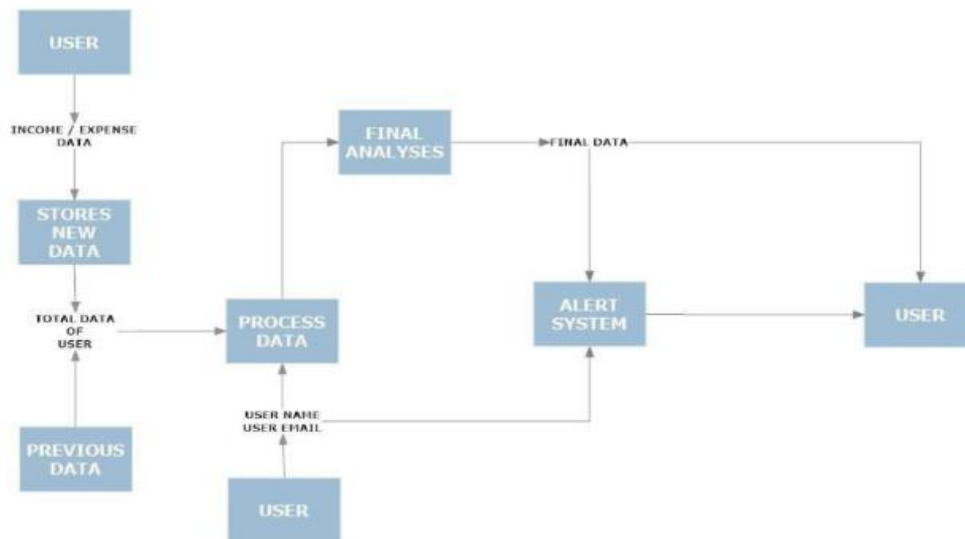 USER
INCOME / EXPENSE
DATA
STORES
NEW
DATA
TOTAL DATA
OF
USER
PREVIOUS
DATA
PROCESS
DATA
USER NAME
USER EMAIL
USER
FINAL
ANALYSES
FINAL DATA
ALERT
SYSTEM
USER